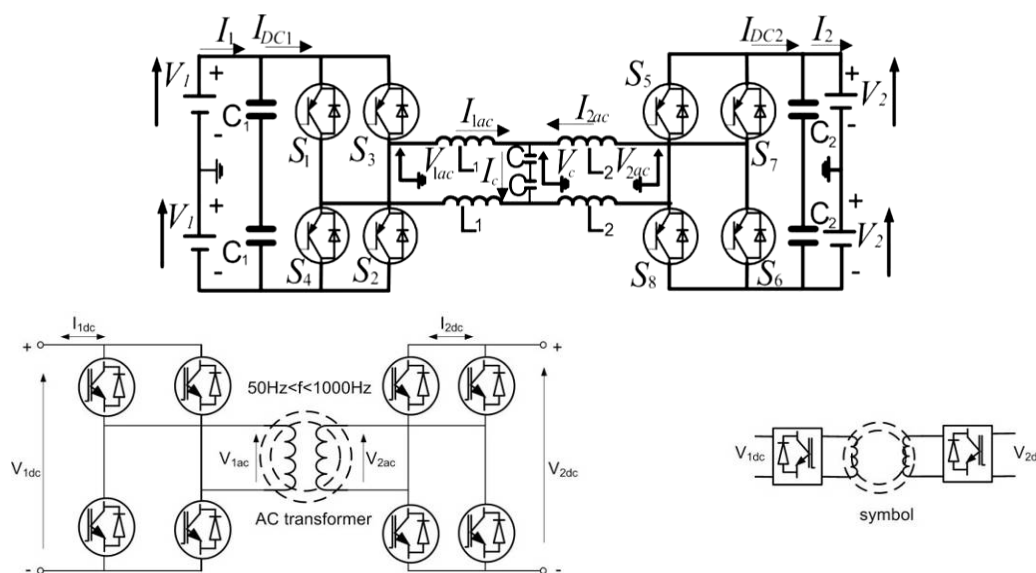 I1 IDC1 IDC2 I2
V1 + - C1 S1 S3 I1ac I2ac S5 S7 C2 + - V2
L1 V1ac Ic C C Vc V2ac L2
V1 + - C1 S4 S2 L1 L2 S8 S6 C2 + - V2
I1dc I2dc
+ +
50Hz<f<1000Hz
V1dc V1ac V2ac V2dc
AC transformer
- -
V1dc V2d
symbol